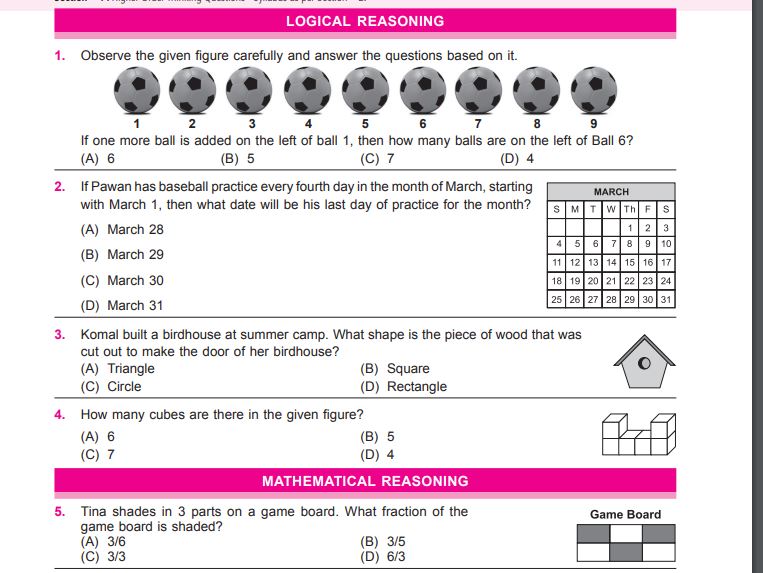 LOGICAL REASONING
1. Observe the given figure carefully and answer the questions based on it.
1 2 3 4 5 6 7 8 9
If one more ball is added on the left of ball 1, then how many balls are on the left of Ball 6?
(A) 6 (B) 5 (C) 7 (D) 4
2. If Pawan has baseball practice every fourth day in the month of March, starting
with March 1, then what date will be his last day of practice for the month?
(A) March 28
(B) March 29
(C) March 30
(D) March 31
MARCH
S M T W Th F S
1 2 3
4 5 6 7 8 9 10
11 12 13 14 15 16 17
18 19 20 21 22 23 24
25 26 27 28 29 30 31
3. Komal built a birdhouse at summer camp. What shape is the piece of wood that was
cut out to make the door of her birdhouse?
(A) Triangle (B) Square
(C) Circle (D) Rectangle
4. How many cubes are there in the given figure?
(A) 6 (B) 5
(C) 7 (D) 4
MATHEMATICAL REASONING
5. Tina shades in 3 parts on a game board. What fraction of the
game board is shaded?
(A) 3/6 (B) 3/5
(C) 3/3 (D) 6/3
Game Board